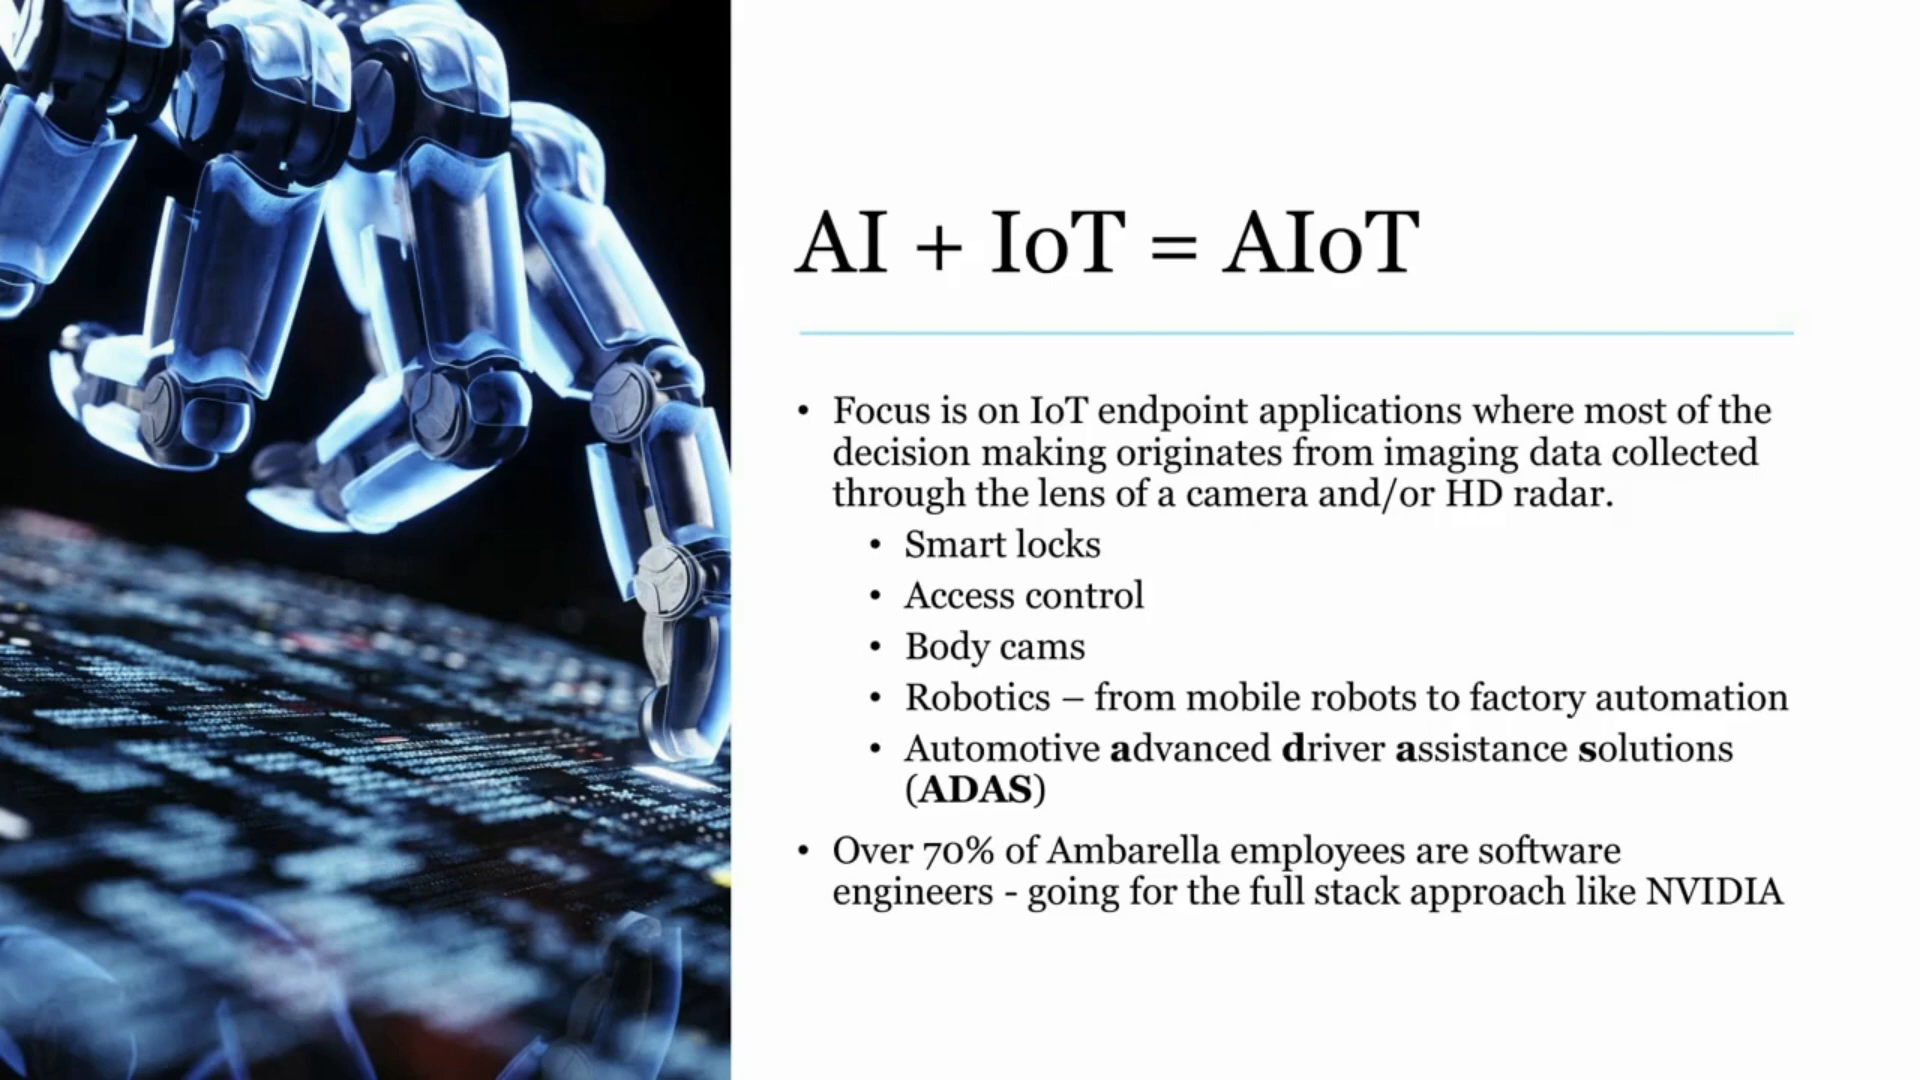 AI + IoT = AIoT
• Focus is on IoT endpoint applications where most of the
decision making originates from imaging data collected
through the lens of a camera and/or HD radar.
• Smart locks
• Access control
• Body cams
• Robotics – from mobile robots to factory automation
• Automotive advanced driver assistance solutions
(ADAS)
• Over 70% of Ambarella employees are software
engineers - going for the full stack approach like NVIDIA